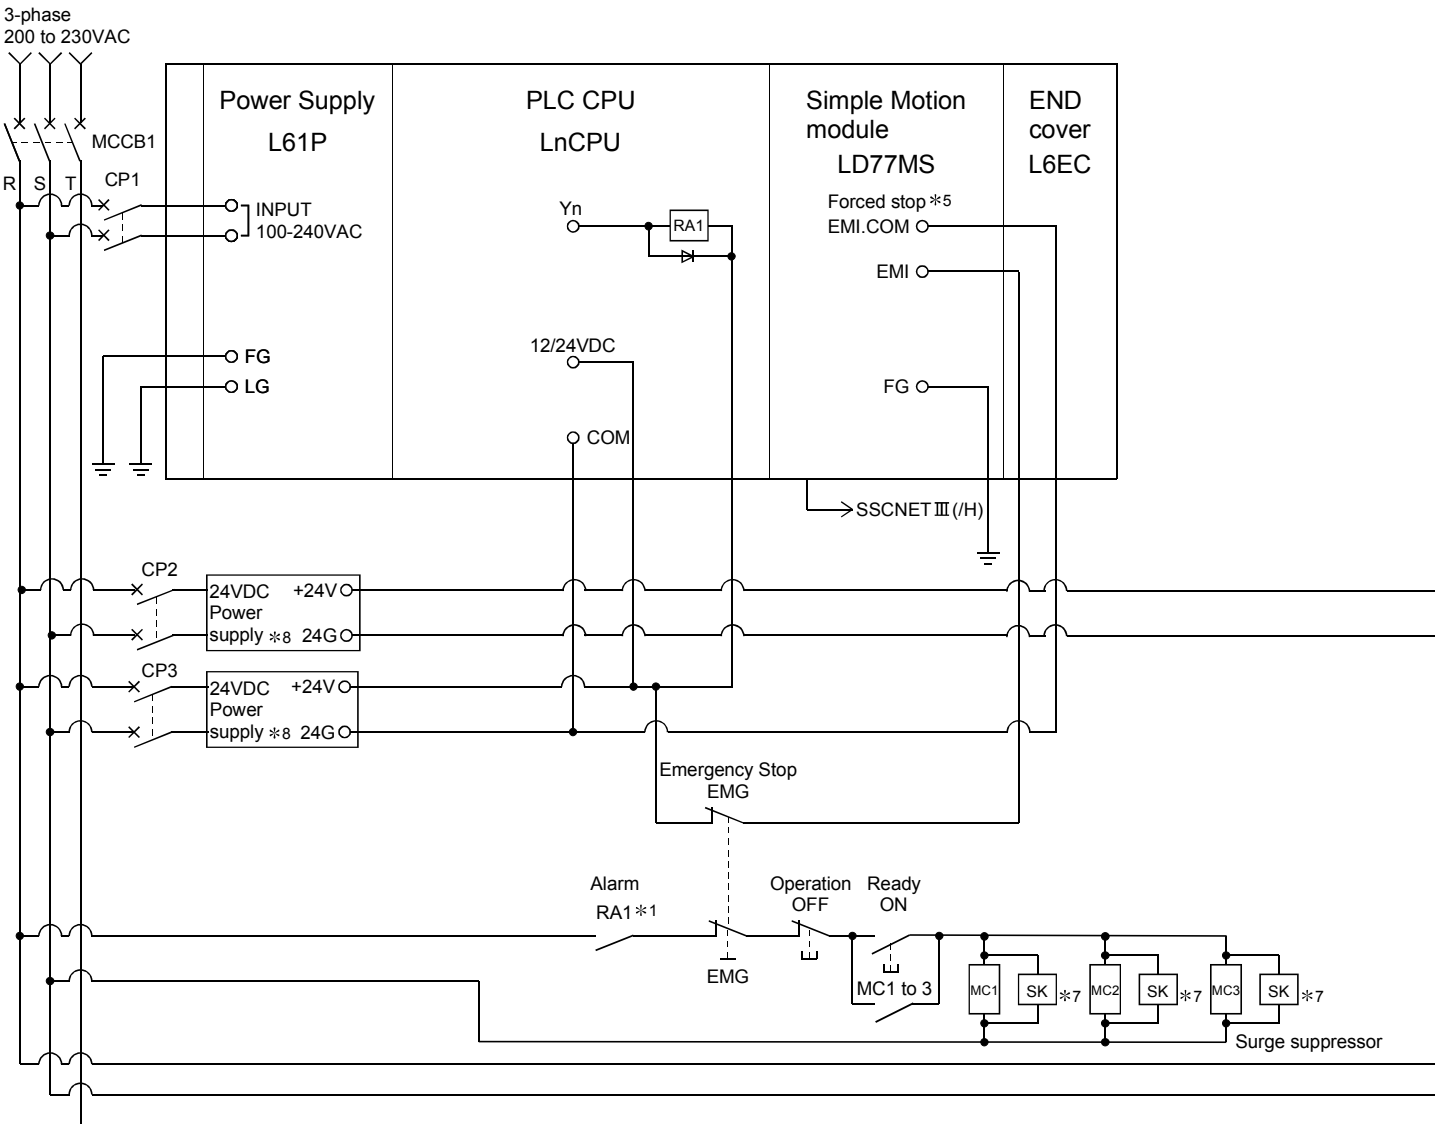 3-phase
200 to 230VAC
MCCB1
R S T
CP1
Power Supply
L61P
INPUT
100-240VAC
FG
LG
PLC CPU
LnCPU
Yn
RA1
12/24VDC
COM
Simple Motion
module
LD77MS
Forced stop *5
EMI.COM
EMI
FG
END
cover
L6EC
SSCNETⅢ(/H)
CP2
24VDC +24V
Power
supply *8 24G
CP3
24VDC +24V
Power
supply *8 24G
Emergency Stop
EMG
Alarm
RA1*1
EMG
Operation
OFF
Ready
ON
MC1 to 3
MC1
SK *7
MC2
SK *7
MC3
SK *7
Surge suppressor